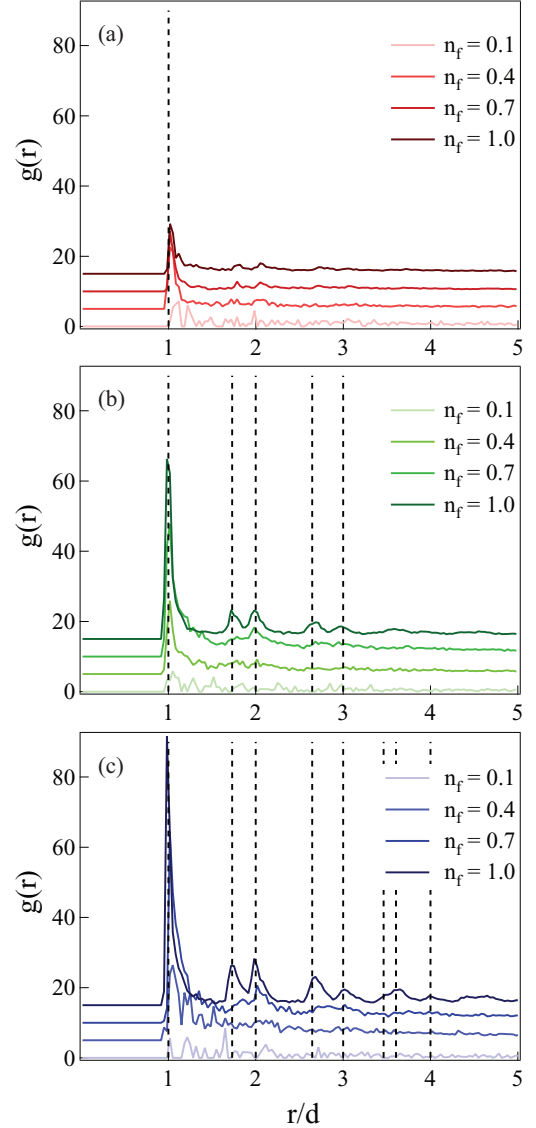 (a)
n_f = 0.1
n_f = 0.4
n_f = 0.7
n_f = 1.0
g(r)
80
60
40
20
0
1 2 3 4 5
(b)
n_f = 0.1
n_f = 0.4
n_f = 0.7
n_f = 1.0
g(r)
80
60
40
20
0
1 2 3 4 5
(c)
n_f = 0.1
n_f = 0.4
n_f = 0.7
n_f = 1.0
g(r)
80
60
40
20
0
1 2 3 4 5
r/d